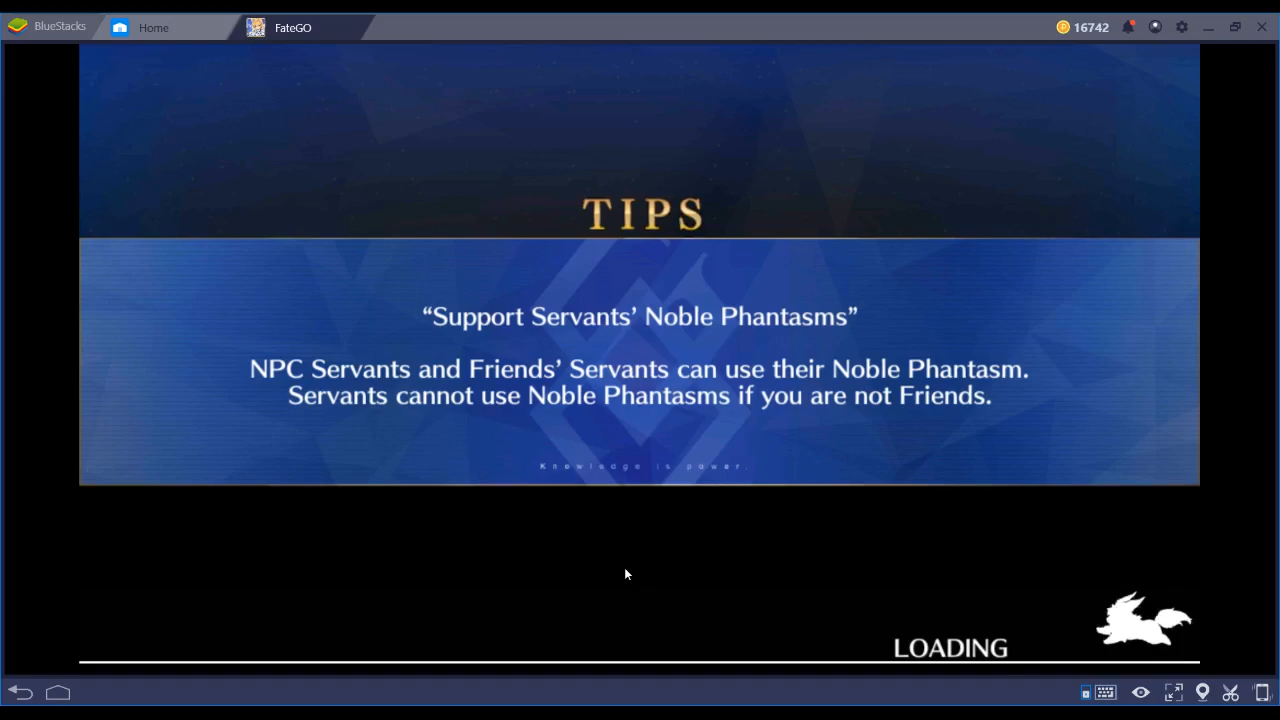 BlueStacks
Home
FateGO
16742
TIPS
“Support Servants’ Noble Phantasms”
NPC Servants and Friends’ Servants can use their Noble Phantasm.
Servants cannot use Noble Phantasms if you are not Friends.
Knowledge is power.
LOADING